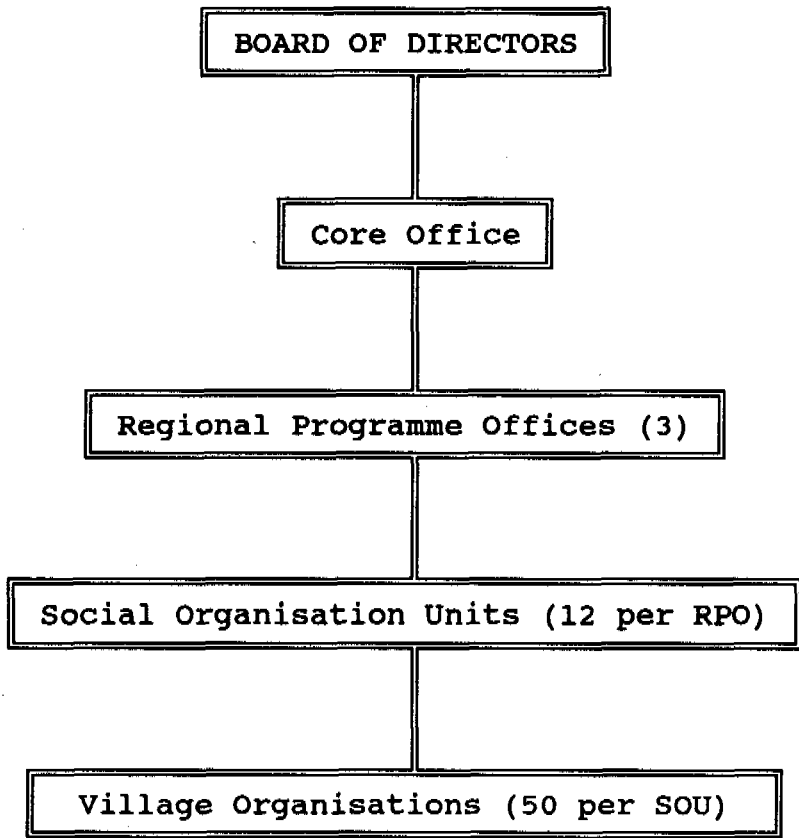 BOARD OF DIRECTORS
Core Office
Regional Programme Offices (3)
Social Organisation Units (12 per RPO)
Village Organisations (50 per SOU)